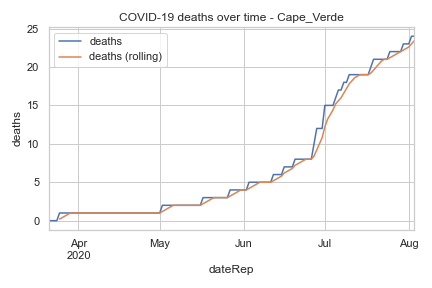 COVID-19 deaths over time - Cape_Verde
deaths
deaths (rolling)
25
20
15
10
5
0
deaths
Apr
2020
May
Jun
Jul
Aug
dateRep